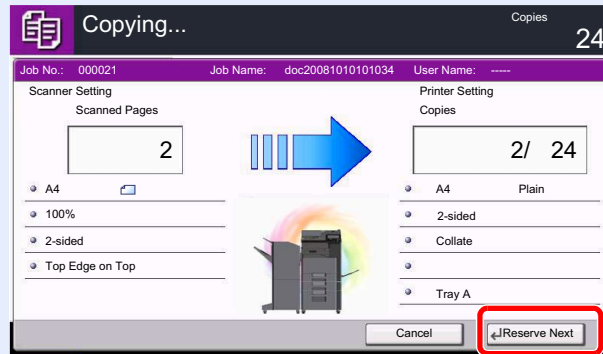 Copying...
Copies
24
Job No.: 000021 Job Name: doc20081010101034 User Name: -----
Scanner Setting
Scanned Pages
2
A4
100%
2-sided
Top Edge on Top
Printer Setting
Copies
2/ 24
A4 Plain
2-sided
Collate
Tray A
Cancel
Reserve Next